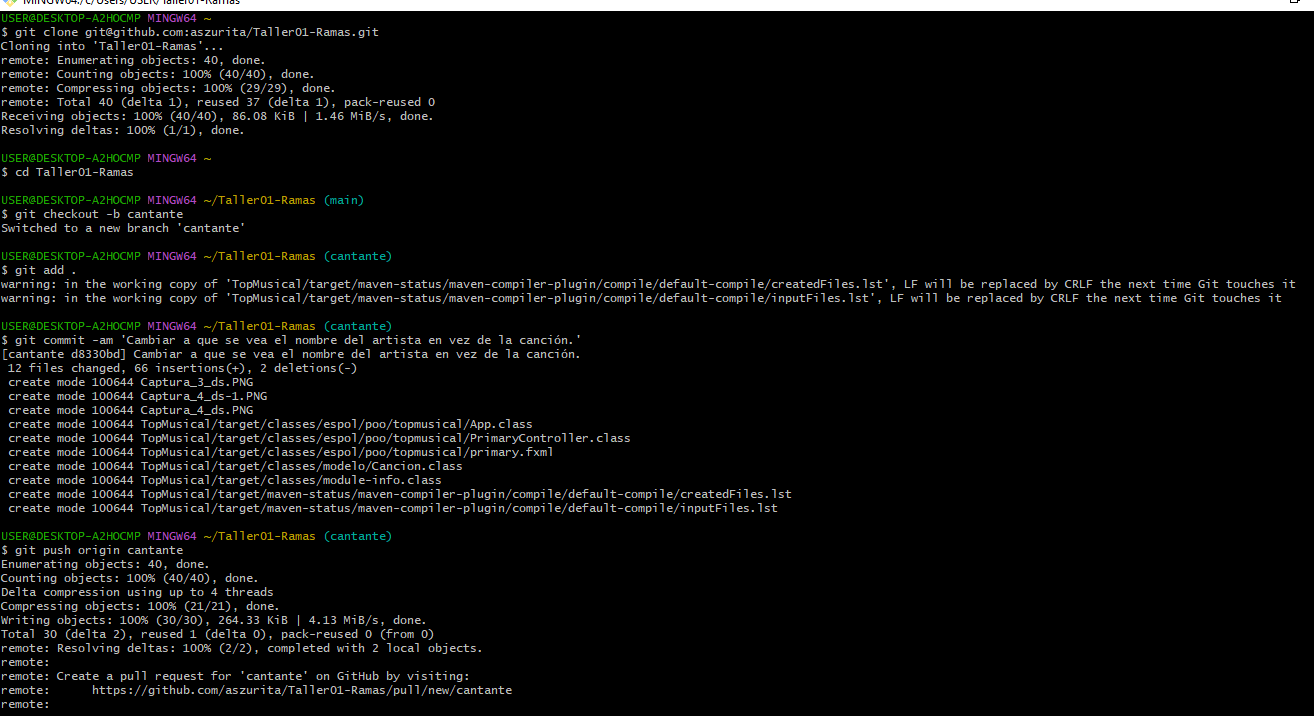 MINGW64:/c/Users/USER/Taller01-Ramas
USER@DESKTOP-A2HOCMP MINGW64 ~
$ git clone git@github.com:aszurita/Taller01-Ramas.git
Cloning into 'Taller01-Ramas'...
remote: Enumerating objects: 40, done.
remote: Counting objects: 100% (40/40), done.
remote: Compressing objects: 100% (29/29), done.
remote: Total 40 (delta 1), reused 37 (delta 1), pack-reused 0
Receiving objects: 100% (40/40), 86.08 KiB | 1.46 MiB/s, done.
Resolving deltas: 100% (1/1), done.
USER@DESKTOP-A2HOCMP MINGW64 ~
$ cd Taller01-Ramas
USER@DESKTOP-A2HOCMP MINGW64 ~/Taller01-Ramas (main)
$ git checkout -b cantante
Switched to a new branch 'cantante'
USER@DESKTOP-A2HOCMP MINGW64 ~/Taller01-Ramas (cantante)
$ git add .
warning: in the working copy of 'TopMusical/target/maven-status/maven-compiler-plugin/compile/default-compile/createdFiles.lst', LF will be replaced by CRLF the next time Git touches it
warning: in the working copy of 'TopMusical/target/maven-status/maven-compiler-plugin/compile/default-compile/inputFiles.lst', LF will be replaced by CRLF the next time Git touches it
USER@DESKTOP-A2HOCMP MINGW64 ~/Taller01-Ramas (cantante)
$ git commit -am 'Cambiar a que se vea el nombre del artista en vez de la canción.'
[cantante d8330bd] Cambiar a que se vea el nombre del artista en vez de la canción.
12 files changed, 66 insertions(+), 2 deletions(-)
create mode 100644 Captura_3_ds.PNG
create mode 100644 Captura_4_ds-1.PNG
create mode 100644 Captura_4_ds.PNG
create mode 100644 TopMusical/target/classes/espol/poo/topmusical/App.class
create mode 100644 TopMusical/target/classes/espol/poo/topmusical/PrimaryController.class
create mode 100644 TopMusical/target/classes/espol/poo/topmusical/primary.fxml
create mode 100644 TopMusical/target/classes/modelo/Cancion.class
create mode 100644 TopMusical/target/classes/module-info.class
create mode 100644 TopMusical/target/maven-status/maven-compiler-plugin/compile/default-compile/createdFiles.lst
create mode 100644 TopMusical/target/maven-status/maven-compiler-plugin/compile/default-compile/inputFiles.lst
USER@DESKTOP-A2HOCMP MINGW64 ~/Taller01-Ramas (cantante)
$ git push origin cantante
Enumerating objects: 40, done.
Counting objects: 100% (40/40), done.
Delta compression using up to 4 threads
Compressing objects: 100% (21/21), done.
Writing objects: 100% (30/30), 264.33 KiB | 4.13 MiB/s, done.
Total 30 (delta 2), reused 1 (delta 0), pack-reused 0 (from 0)
remote: Resolving deltas: 100% (2/2), completed with 2 local objects.
remote:
remote: Create a pull request for 'cantante' on GitHub by visiting:
remote:      https://github.com/aszurita/Taller01-Ramas/pull/new/cantante
remote: